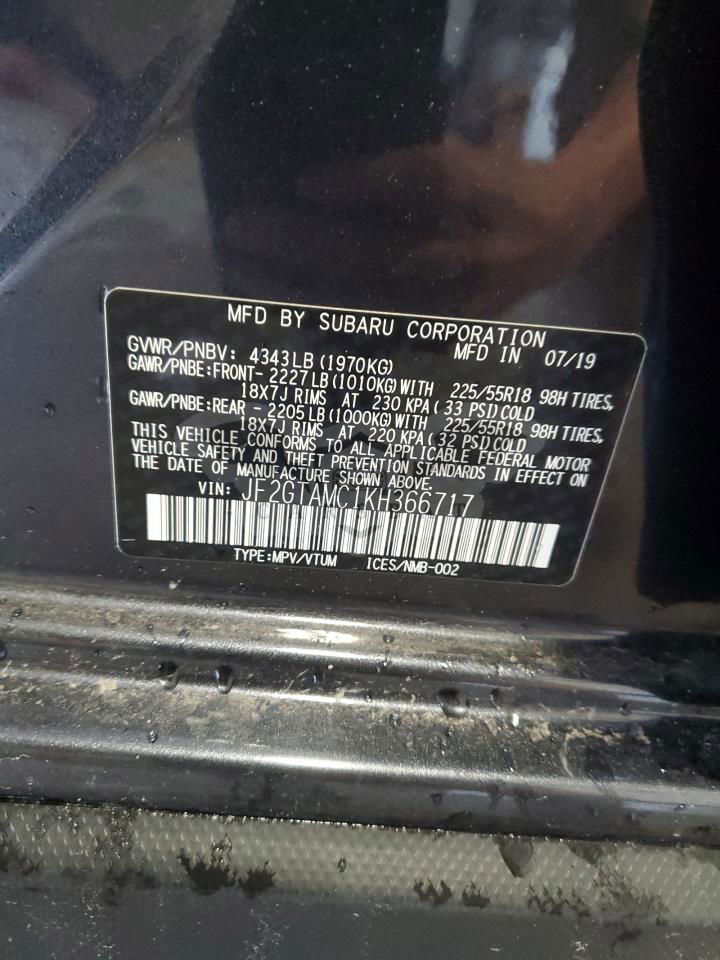 MFD BY SUBARU CORPORATION
GVWR/PNBV: 4343LB (1970KG) MFD IN 07/19
GAWR/PNBE:FRONT- 2227LB (1010KG) WITH 225/55R18 98H TIRES,
18X7J RIMS AT 230 KPA ( 33 PSI) COLD
GAWR/PNBE:REAR - 2205LB (1000KG) WITH 225/55R18 98H TIRES,
18X7J RIMS AT 220 KPA ( 32 PSI) COLD
THIS VEHICLE CONFORMS TO ALL APPLICABLE FEDERAL MOTOR
VEHICLE SAFETY AND THEFT PREVENTION STANDARDS IN EFFECT ON
THE DATE OF MANUFACTURE SHOWN ABOVE.
VIN: JF2GTAMC1KH366717
TYPE:MPV/VTUM ICES/NMB-002